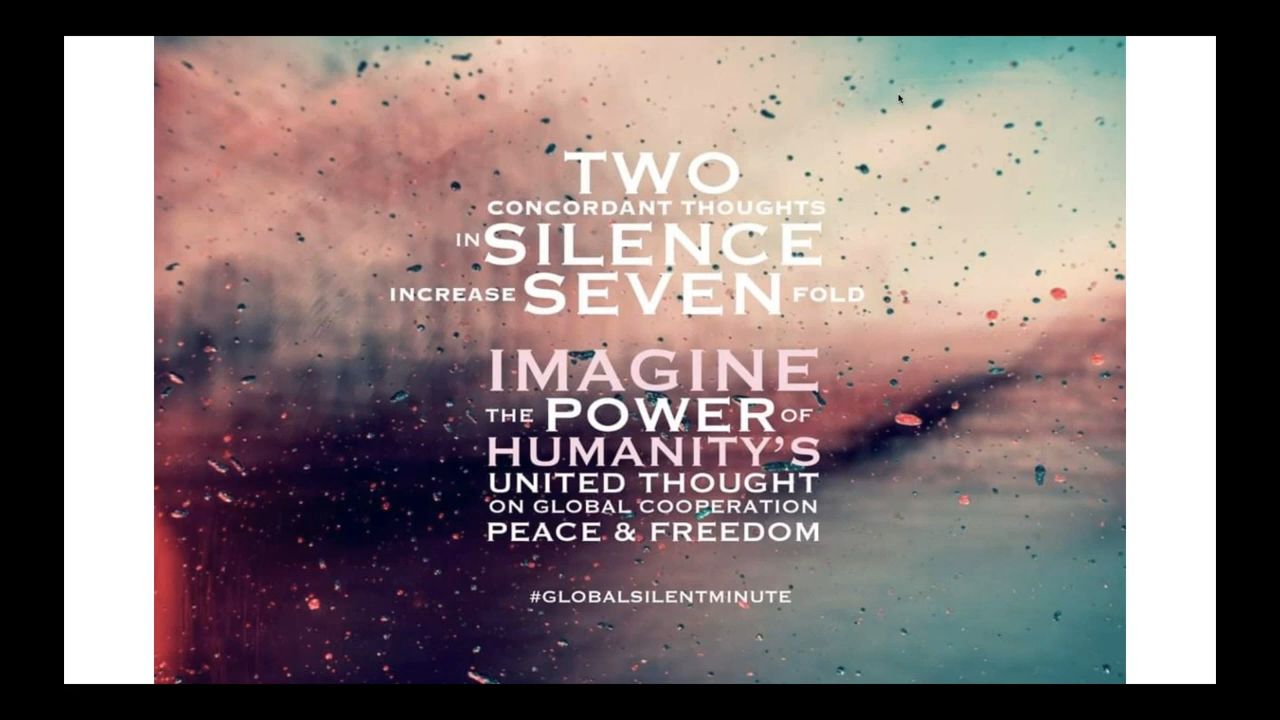 TWO
CONCORDANT THOUGHTS
IN SILENCE
INCREASE SEVEN FOLD
IMAGINE
THE POWER OF
HUMANITY'S
UNITED THOUGHT
ON GLOBAL COOPERATION
PEACE & FREEDOM
#GLOBALSILENTMINUTE